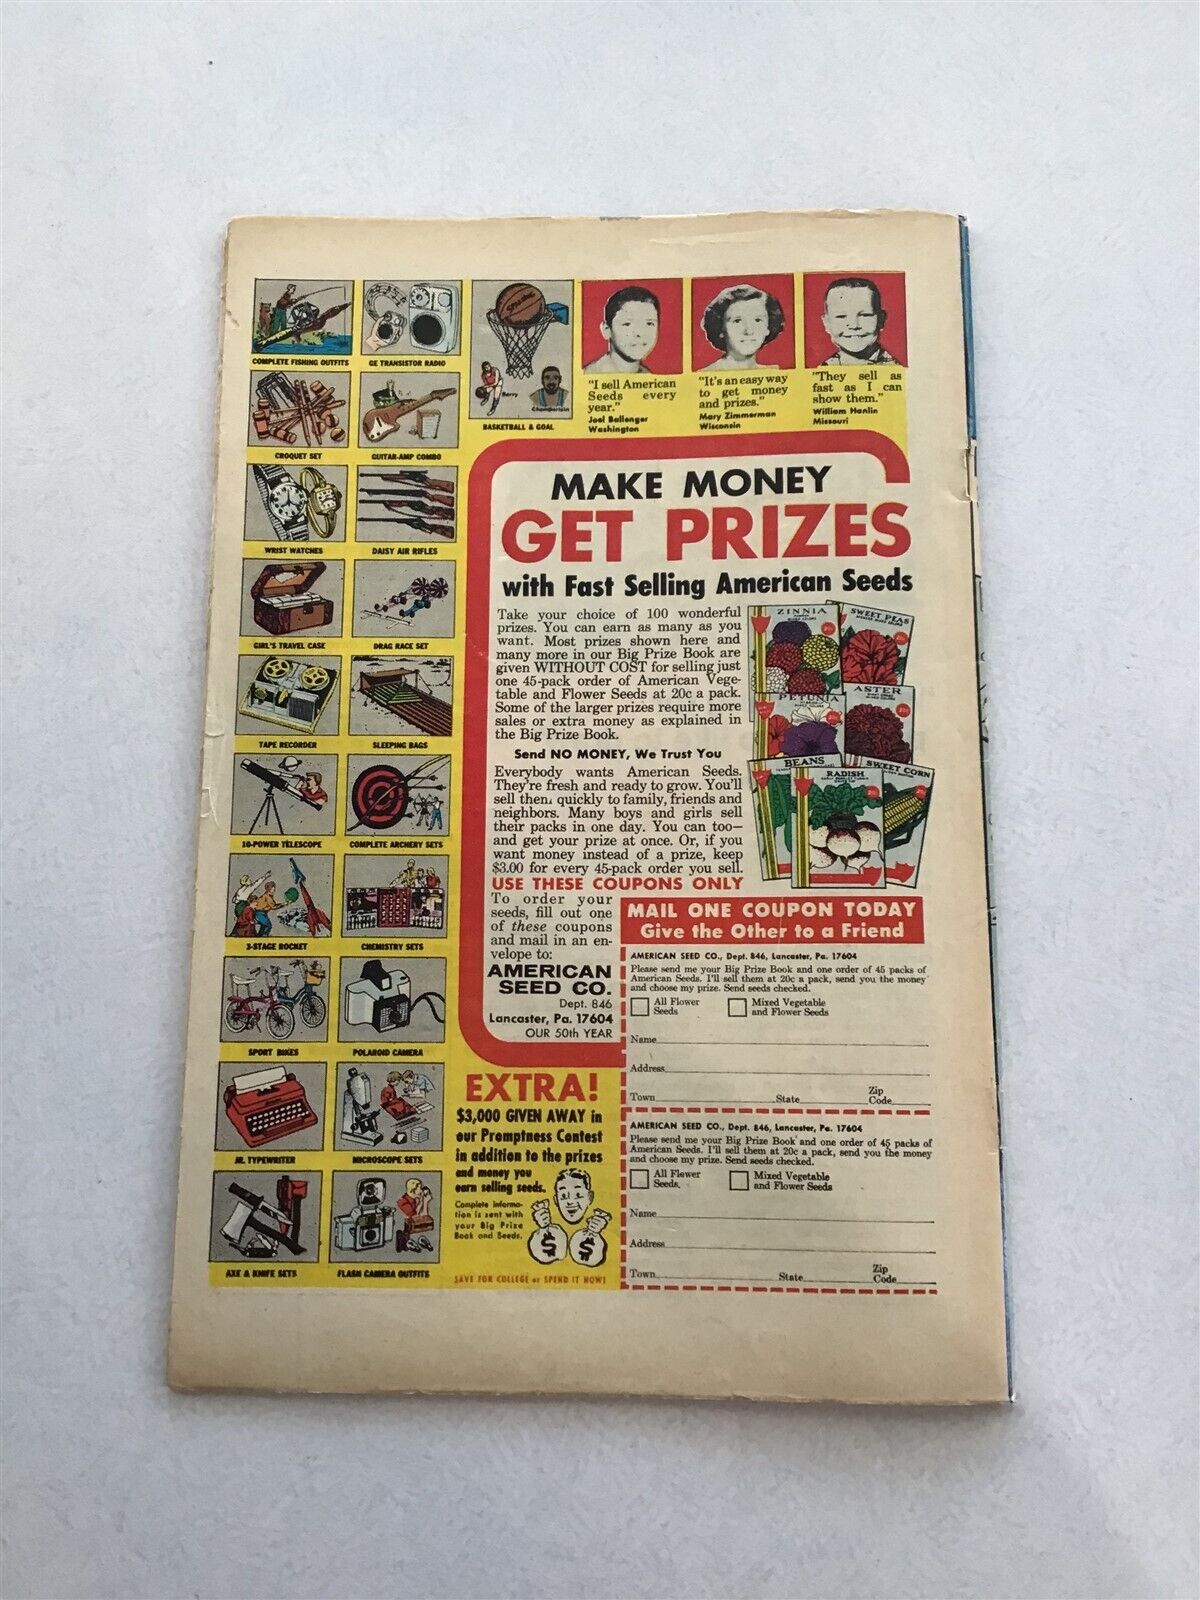 COMPLETE FISHING OUTFITS
GE TRANSISTOR RADIO
Barry
Chamberlain
BASKETBALL & GOAL
CROQUET SET
GUITAR-AMP COMBO
WRIST WATCHES
DAISY AIR RIFLES
GIRL'S TRAVEL CASE
DRAG RACE SET
TAPE RECORDER
SLEEPING BAGS
10-POWER TELESCOPE
COMPLETE ARCHERY SETS
3-STAGE ROCKET
CHEMISTRY SETS
SPORT BIKES
POLAROID CAMERA
JR. TYPEWRITER
MICROSCOPE SETS
AXE & KNIFE SETS
FLASH CAMERA OUTFITS
"I sell American
Seeds every
year."
Joel Ballenger
Washington
"It's an easy way
to get money
and prizes."
Mary Zimmerman
Wisconsin
"They sell as
fast as I can
show them."
William Hanlin
Missouri
MAKE MONEY
GET PRIZES
with Fast Selling American Seeds
Take your choice of 100 wonderful
prizes. You can earn as many as you
want. Most prizes shown here and
many more in our Big Prize Book are
given WITHOUT COST for selling just
one 45-pack order of American Vege-
table and Flower Seeds at 20c a pack.
Some of the larger prizes require more
sales or extra money as explained in
the Big Prize Book.
Send NO MONEY, We Trust You
Everybody wants American Seeds.
They're fresh and ready to grow. You'll
sell them quickly to family, friends and
neighbors. Many boys and girls sell
their packs in one day. You can too—
and get your prize at once. Or, if you
want money instead of a prize, keep
$3.00 for every 45-pack order you sell.
USE THESE COUPONS ONLY
To order your
seeds, fill out one
of these coupons
and mail in an en-
velope to:
AMERICAN
SEED CO.
Dept. 846
Lancaster, Pa. 17604
OUR 50th YEAR
ZINNIA
SWEET PEAS
PETUNIA
ASTER
BEANS
RADISH
SWEET CORN
MAIL ONE COUPON TODAY
Give the Other to a Friend
AMERICAN SEED CO., Dept. 846, Lancaster, Pa. 17604
Please send me your Big Prize Book and one order of 45 packs of
American Seeds. I'll sell them at 20c a pack, send you the money
and choose my prize. Send seeds checked.
All Flower
Seeds
Mixed Vegetable
and Flower Seeds
Name
Address
Town State Zip Code
AMERICAN SEED CO., Dept. 846, Lancaster, Pa. 17604
Please send me your Big Prize Book and one order of 45 packs of
American Seeds. I'll sell them at 20c a pack, send you the money
and choose my prize. Send seeds checked.
All Flower
Seeds.
Mixed Vegetable
and Flower Seeds
Name
Address
Town State Zip Code
EXTRA!
$3,000 GIVEN AWAY in
our Promptness Contest
in addition to the prizes
and money you
earn selling seeds.
Complete informa-
tion is sent with
your Big Prize
Book and Seeds.
$ $
SAVE FOR COLLEGE or SPEND IT NOW!